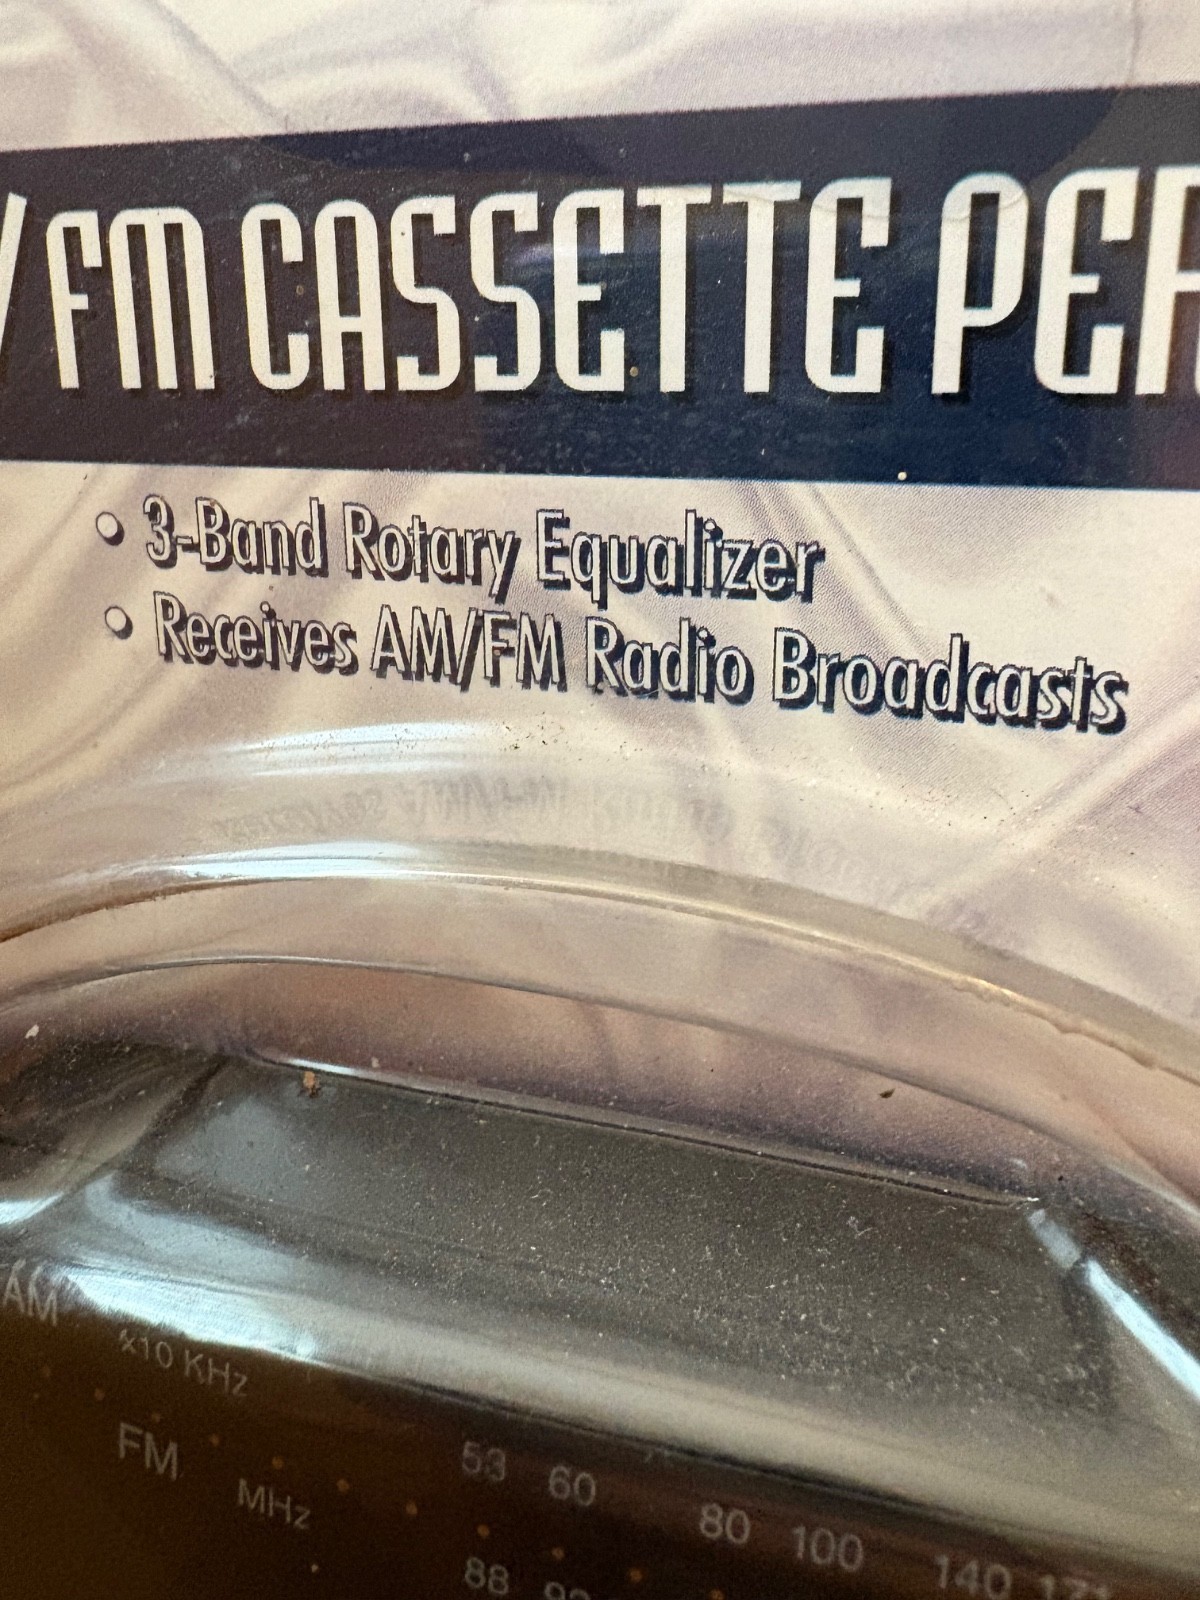 /FM CASSETTE PER
• 3-Band Rotary Equalizer
• Receives AM/FM Radio Broadcasts
AM
x10 KHz
53 60 80 100 140
FM
MHz
88